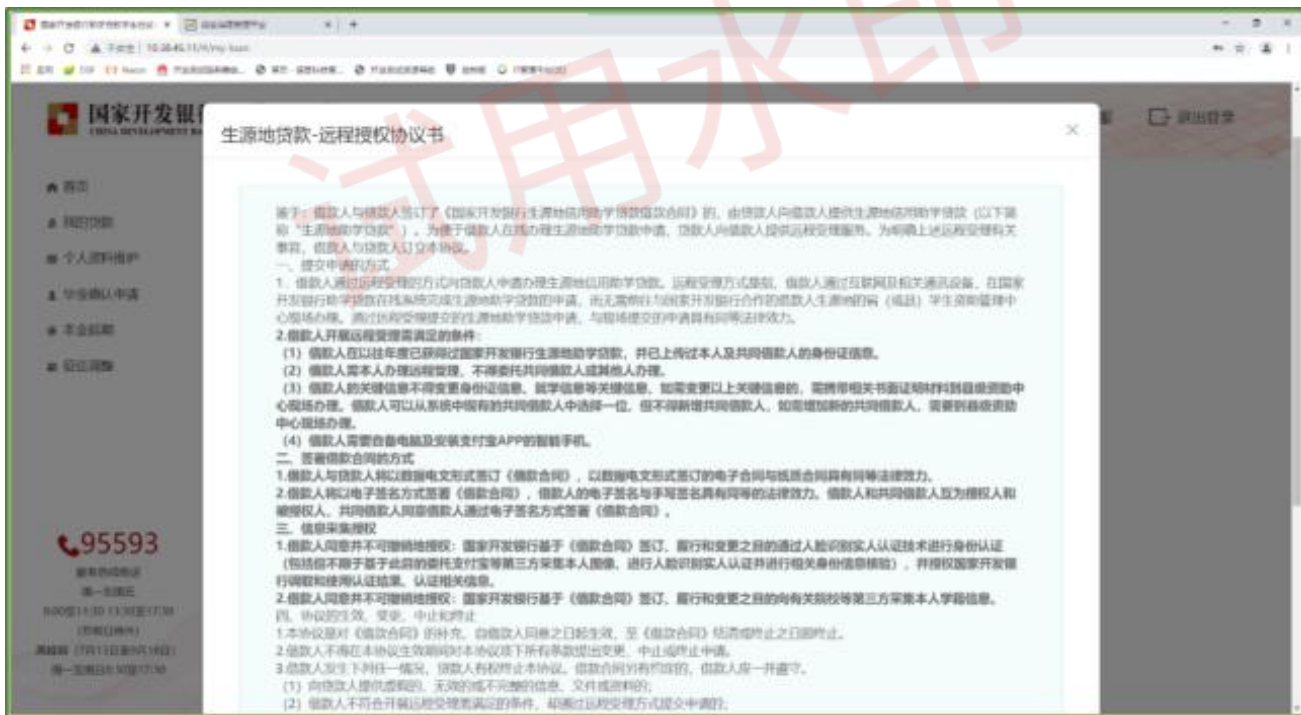 10.38.45.11/#/my-loan
国家开发银行
试用水印
退出登录
生源地贷款-远程授权协议书
首页
我的贷款
个人资料维护
毕业确认申请
本金延期
征信调整
鉴于：借款人与贷款人签订了《国家开发银行生源地信用助学贷款借款合同》的，由贷款人向借款人提供生源地信用助学贷款（以下简
称“生源地助学贷款”）。为便于借款人在线办理生源地助学贷款申请，贷款人向借款人提供远程受理服务。为明确上述远程受理有关
事宜，借款人与贷款人订立本协议。
一、提交申请的方式
1．借款人通过远程受理的方式向贷款人申请办理生源地信用助学贷款。远程受理方式是指，借款人通过互联网及相关通讯设备，在国家
开发银行助学贷款在线系统完成生源地助学贷款的申请，而无需前往与国家开发银行合作的借款人生源地的县（或县）学生资助管理中
心现场办理。通过远程受理提交的生源地助学贷款申请，与现场提交的申请具有同等法律效力。
2.借款人开展远程受理需满足的条件：
（1）借款人在以往年度已获得过国家开发银行生源地助学贷款，并已上传过本人及共同借款人的身份证信息。
（2）借款人需本人办理远程受理，不得委托共同借款人或其他人办理。
（3）借款人的关键信息不得变更身份证信息、就学信息等关键信息，如需变更以上关键信息的，需携带相关书面证明材料到县级资助中
心现场办理。借款人可以从系统中现有的共同借款人中选择一位，但不得新增共同借款人，如需增加新的共同借款人，需要到县级资助
中心现场办理。
（4）借款人需要自备电脑及安装支付宝APP的智能手机。
二、签署借款合同的方式
1.借款人与贷款人将以数据电文形式签订《借款合同》，以数据电文形式签订的电子合同与纸质合同具有同等法律效力。
2.借款人将以电子签名方式签署《借款合同》，借款人的电子签名与手写签名具有同等的法律效力。借款人和共同借款人互为授权人和
被授权人，共同借款人同意借款人通过电子签名方式签署《借款合同》。
三、信息采集授权
1.借款人同意并不可撤销地授权：国家开发银行基于《借款合同》签订、履行和变更之目的通过人脸识别实人认证技术进行身份认证
（包括但不限于基于此目的委托支付宝等第三方采集本人图像、进行人脸识别实人认证并进行相关身份信息核验），并授权国家开发银
行调取和使用认证结果、认证相关信息。
2.借款人同意并不可撤销地授权：国家开发银行基于《借款合同》签订、履行和变更之目的向有关院校等第三方采集本人学籍信息。
四、协议的生效、变更、中止和终止
1.本协议是对《借款合同》的补充，自借款人同意之日起生效，至《借款合同》结清或终止之日即终止。
2.借款人不得在本协议生效期间对本协议项下所有条款提出变更、中止或终止申请。
3.借款人发生下列任一情况，贷款人有权终止本协议。借款合同另有约定的，借款人应一并遵守。
（1）向贷款人提供虚假的、无效的或不完整的信息、文件或资料的;
（2）借款人不符合开展远程受理需满足的条件，却通过远程受理方式提交申请的;
95593
服务热线电话
周一至周五